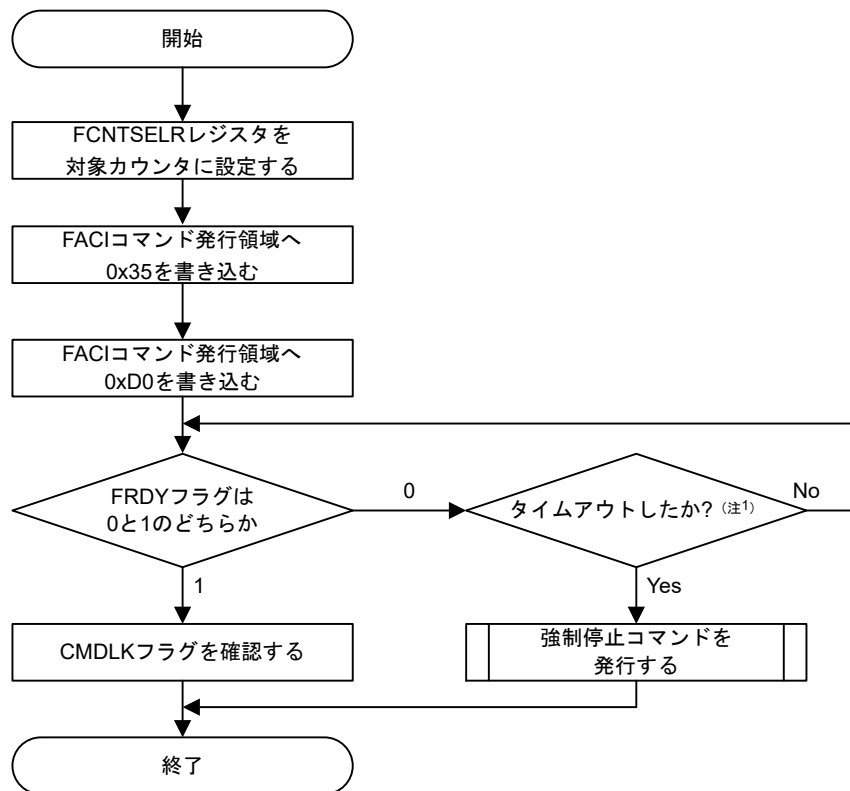 開始
FCNTSELRレジスタを
対象カウンタに設定する
FACIコマンド発行領域へ
0x35を書き込む
FACIコマンド発行領域へ
0xD0を書き込む
FRDYフラグは
0と1のどちらか
0
タイムアウトしたか? (注1)
No
1
Yes
CMDLKフラグを確認する
強制停止コマンドを
発行する
終了